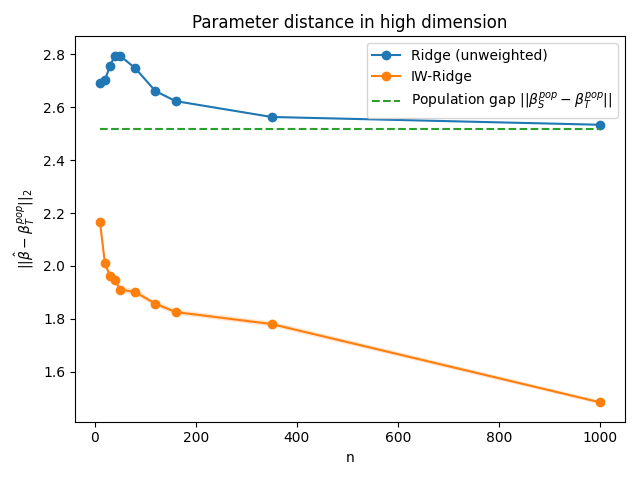 Parameter distance in high dimension
2.8
2.6
2.4
2.2
2.0
1.8
1.6
||β̂ − β_T^{pop}||₂
Ridge (unweighted)
IW-Ridge
Population gap ||β_S^{pop} − β_T^{pop}||
0 200 400 600 800 1000
n